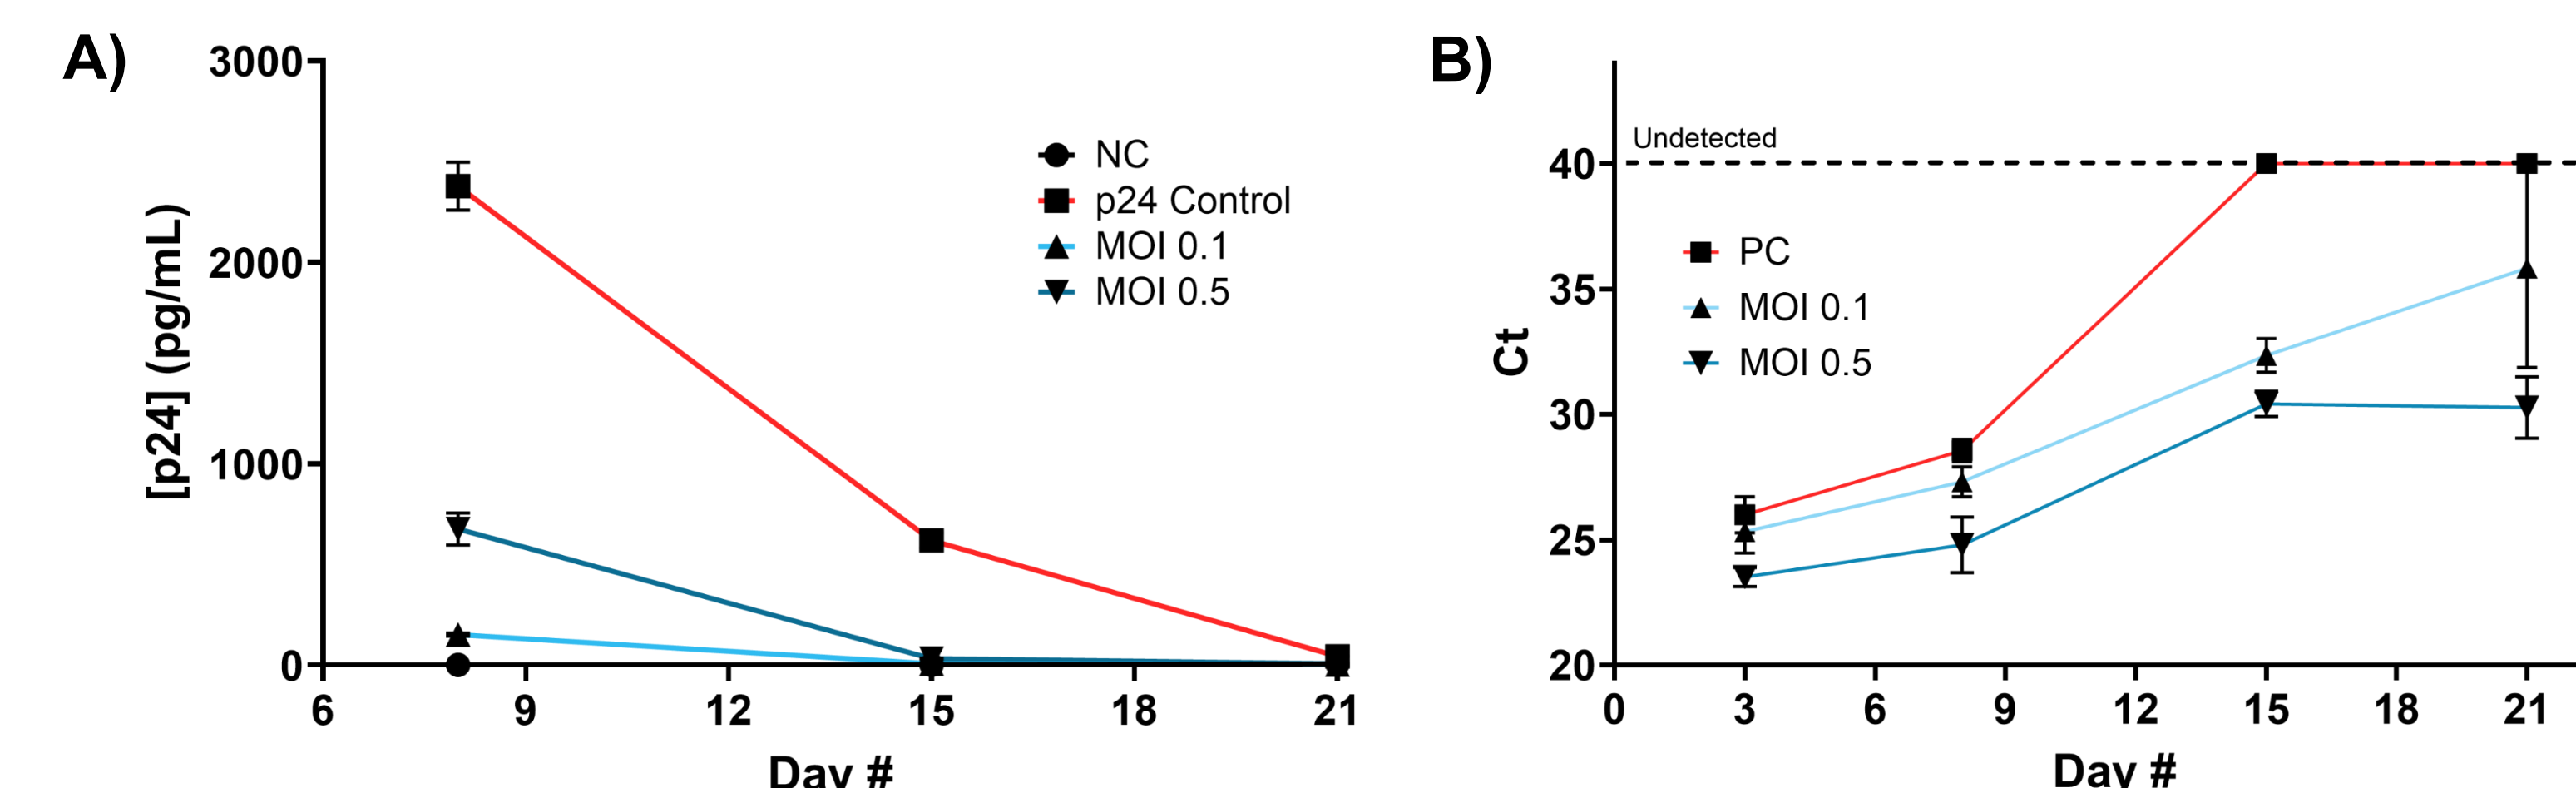 A)
[p24] (pg/mL)
3000
2000
1000
0
6 9 12 15 18 21
Day #
NC
p24 Control
MOI 0.1
MOI 0.5
B)
Ct
Undetected
40
35
30
25
20
0 3 6 9 12 15 18 21
Day #
PC
MOI 0.1
MOI 0.5